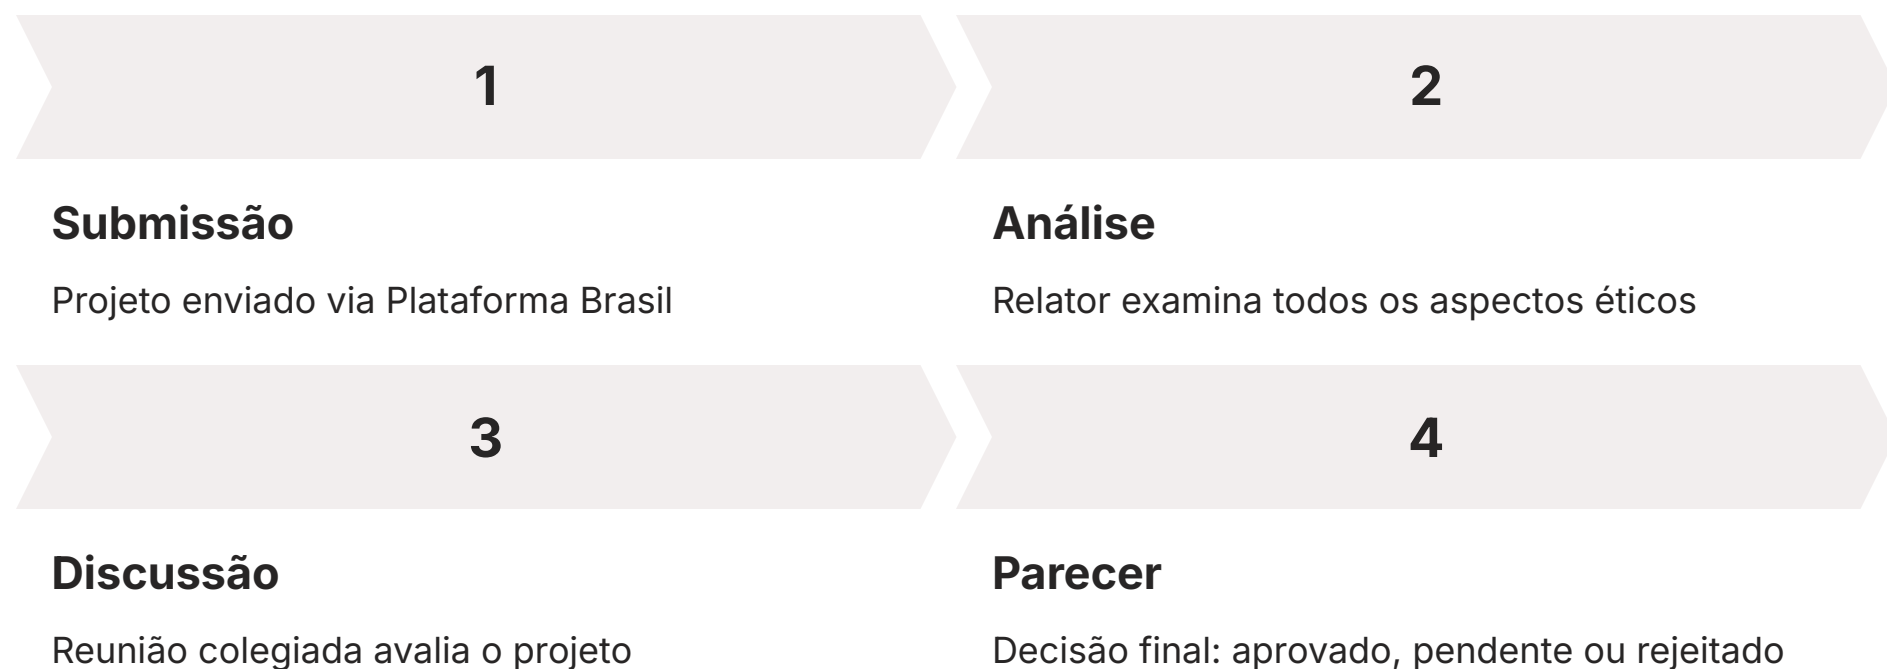 1
2
Submissão
Projeto enviado via Plataforma Brasil
Análise
Relator examina todos os aspectos éticos
3
4
Discussão
Reunião colegiada avalia o projeto
Parecer
Decisão final: aprovado, pendente ou rejeitado